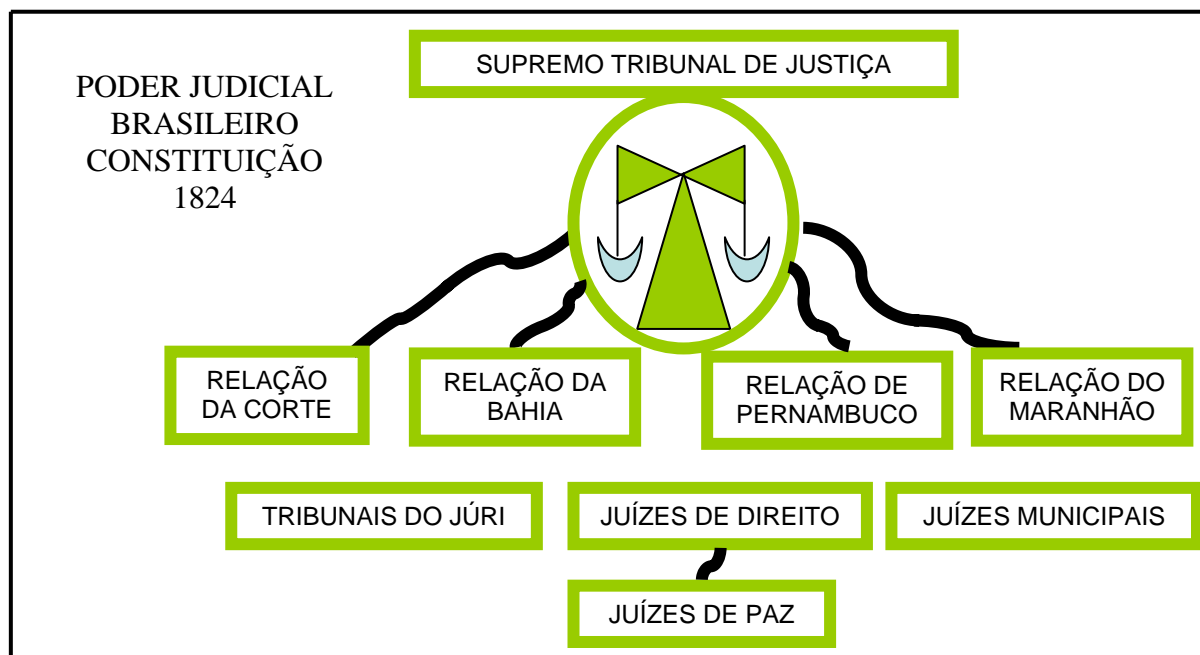 SUPREMO TRIBUNAL DE JUSTIÇA
PODER JUDICIAL
BRASILEIRO
CONSTITUIÇÃO
1824
RELAÇÃO
DA CORTE
RELAÇÃO DA
BAHIA
RELAÇÃO DE
PERNAMBUCO
RELAÇÃO DO
MARANHÃO
TRIBUNAIS DO JÚRI
JUÍZES DE DIREITO
JUÍZES MUNICIPAIS
JUÍZES DE PAZ